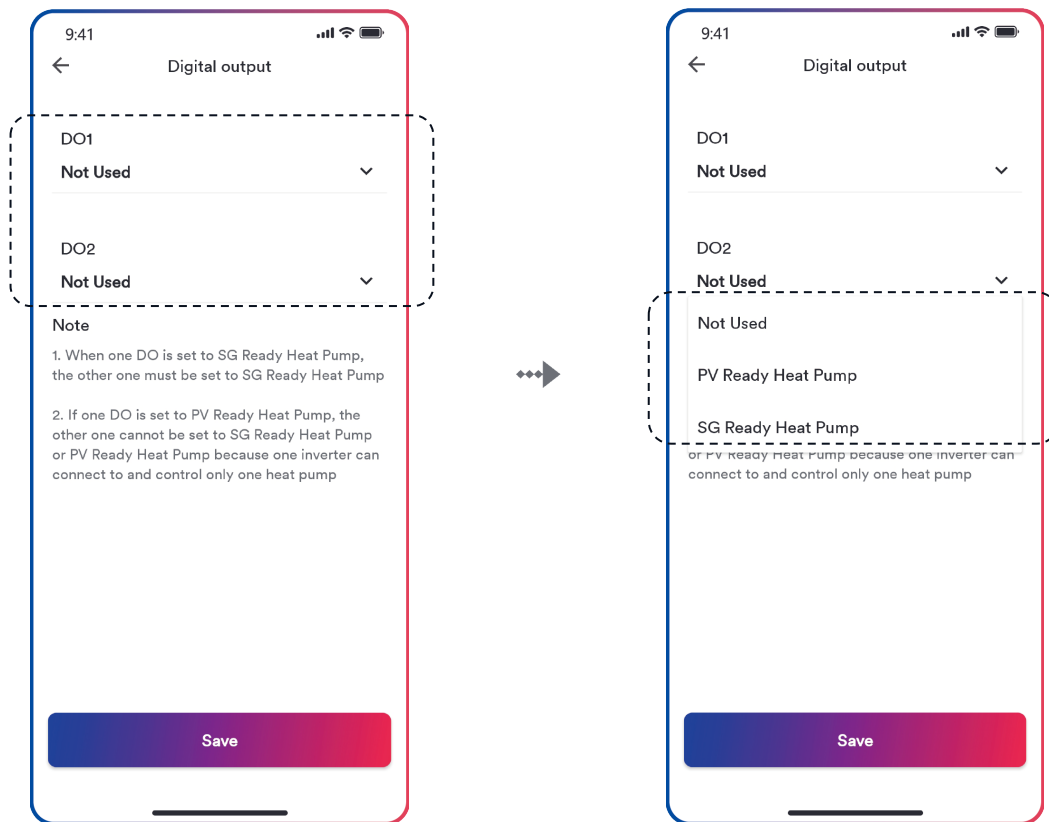 9:41
Digital output
DO1
Not Used
DO2
Not Used
Note
1. When one DO is set to SG Ready Heat Pump,
the other one must be set to SG Ready Heat Pump
2. If one DO is set to PV Ready Heat Pump, the
other one cannot be set to SG Ready Heat Pump
or PV Ready Heat Pump because one inverter can
connect to and control only one heat pump
Save
9:41
Digital output
DO1
Not Used
DO2
Not Used
Not Used
PV Ready Heat Pump
SG Ready Heat Pump
or PV Ready Heat Pump because one inverter can
connect to and control only one heat pump
Save